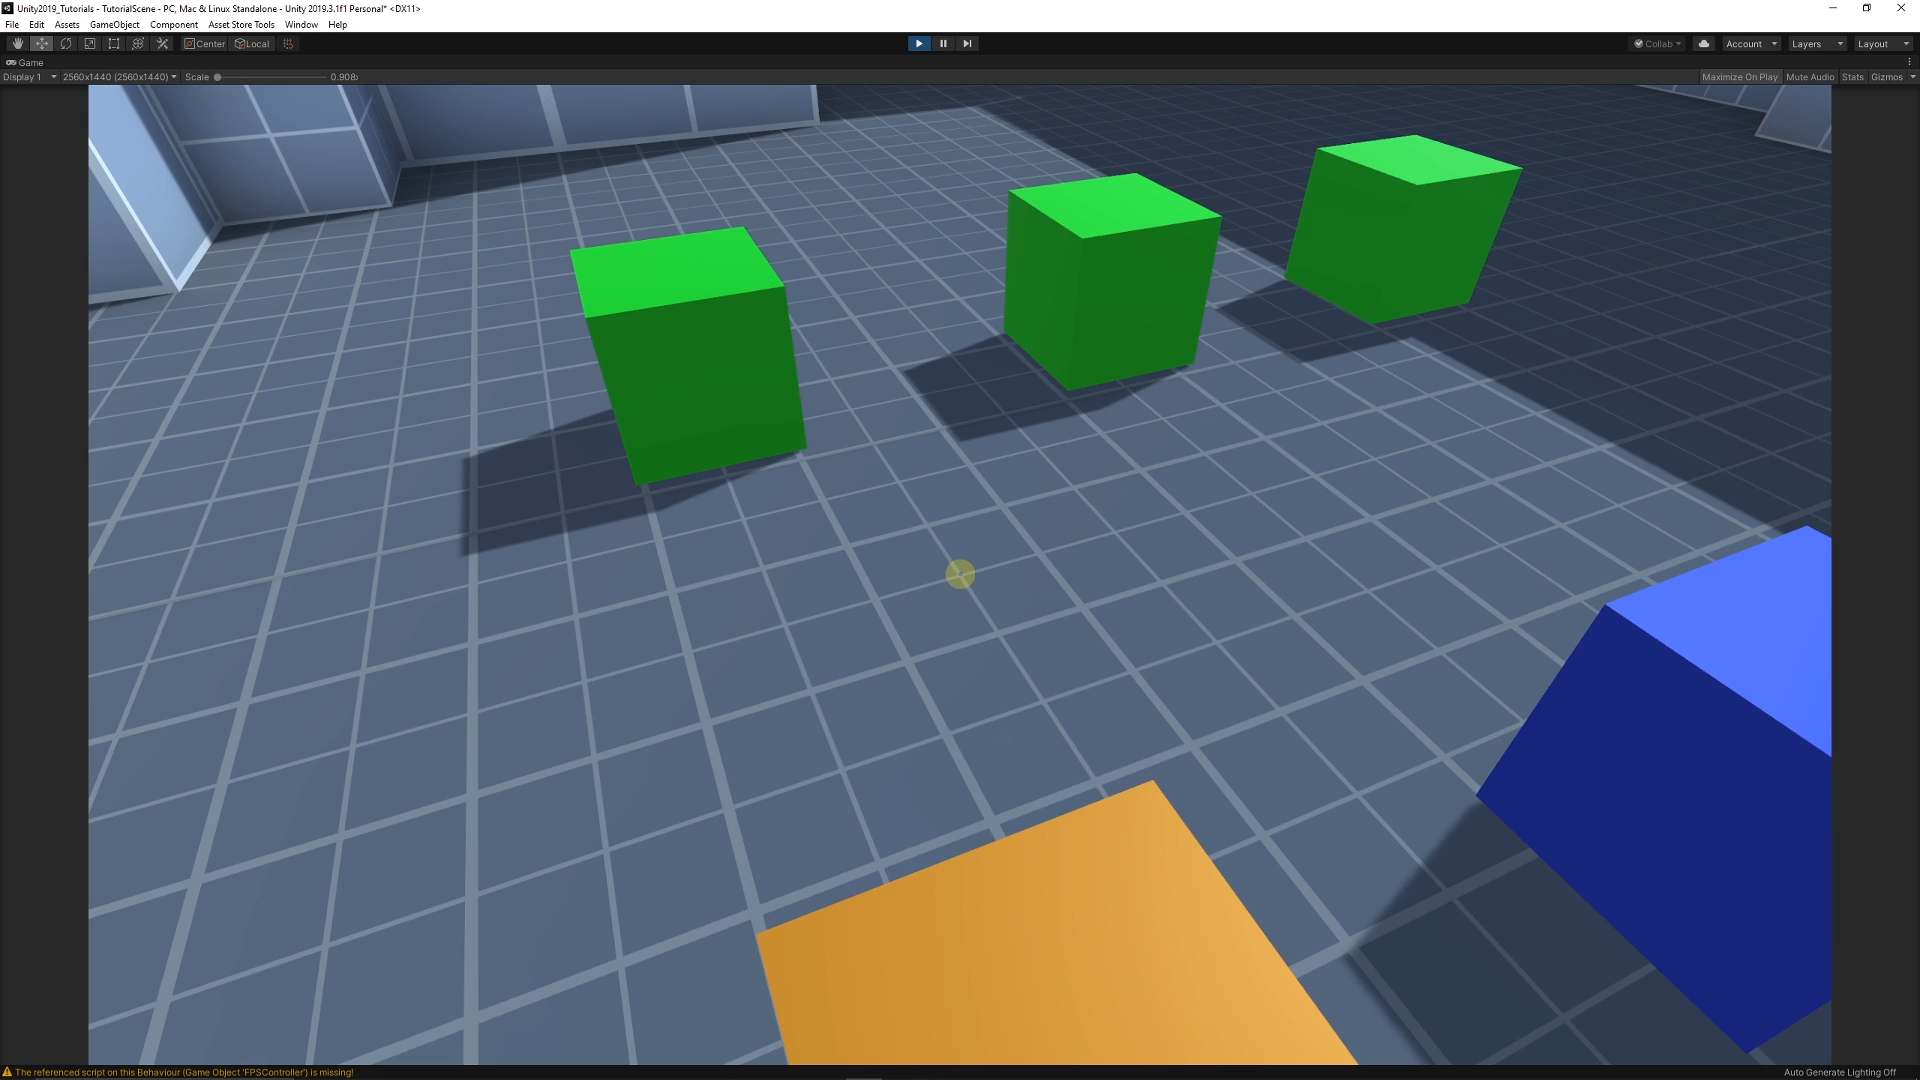 Unity2019_Tutorials - TutorialScene - PC, Mac & Linux Standalone - Unity 2019.3.1f1 Personal* <DX11>
File Edit Assets GameObject Component Asset Store Tools Window Help
Center Local Collab Account Layers Layout
Game
Display 1 2560x1440 (2560x1440) Scale 0.908x Maximize On Play Mute Audio Stats Gizmos
The referenced script on this Behaviour (Game Object 'FPSController') is missing! Auto Generate Lighting Off